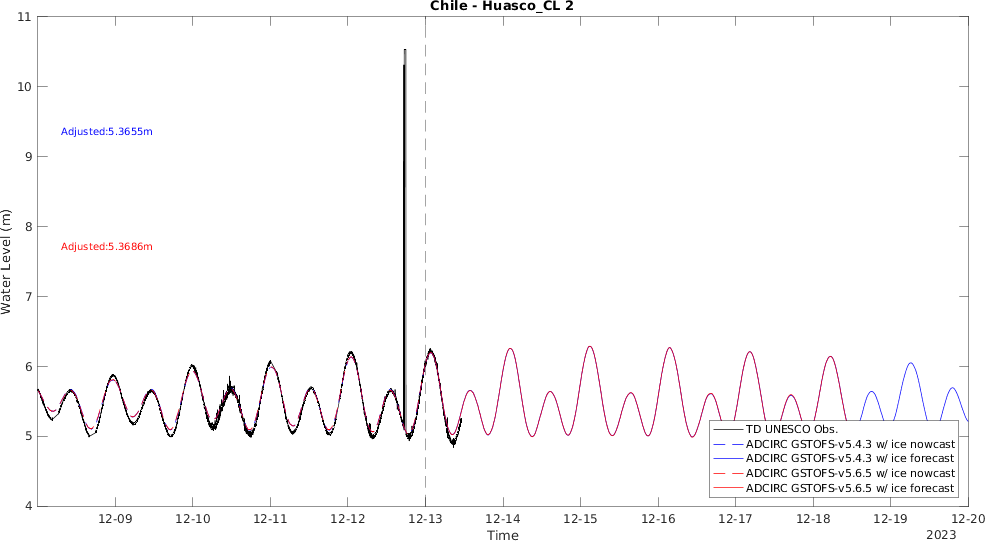 Chile - Huasco_CL 2
11
10
9
8
7
6
5
4
Water Level (m)
Adjusted:5.3655m
Adjusted:5.3686m
TD UNESCO Obs.
ADCIRC GSTOFS-v5.4.3 w/ ice nowcast
ADCIRC GSTOFS-v5.4.3 w/ ice forecast
ADCIRC GSTOFS-v5.6.5 w/ ice nowcast
ADCIRC GSTOFS-v5.6.5 w/ ice forecast
12-09 12-10 12-11 12-12 12-13 12-14 12-15 12-16 12-17 12-18 12-19 12-20
Time
2023